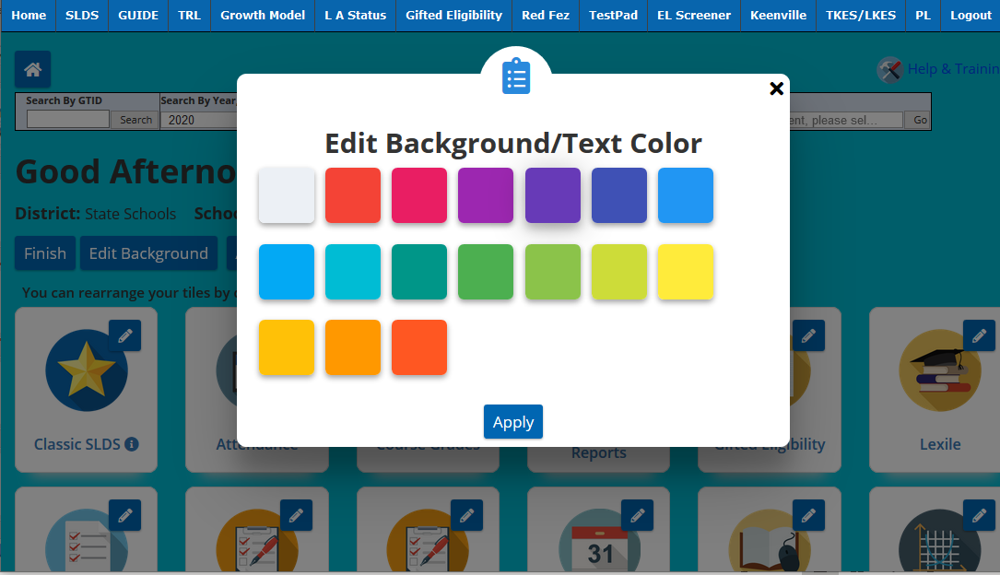 Home SLDS GUIDE TRL Growth Model L A Status Gifted Eligibility Red Fez TestPad EL Screener Keenville TKES/LKES PL Logout
Help & Trainin
Search By GTID
Search By Year,
Search
2020
ent, please sel...
Go
Edit Background/Text Color
Good Afterno
District: State Schools Schoo
Finish
Edit Background
You can rearrange your tiles by
Apply
Classic SLDS
Attendance
Course Grades
Reports
Gifted Eligibility
Lexile
31